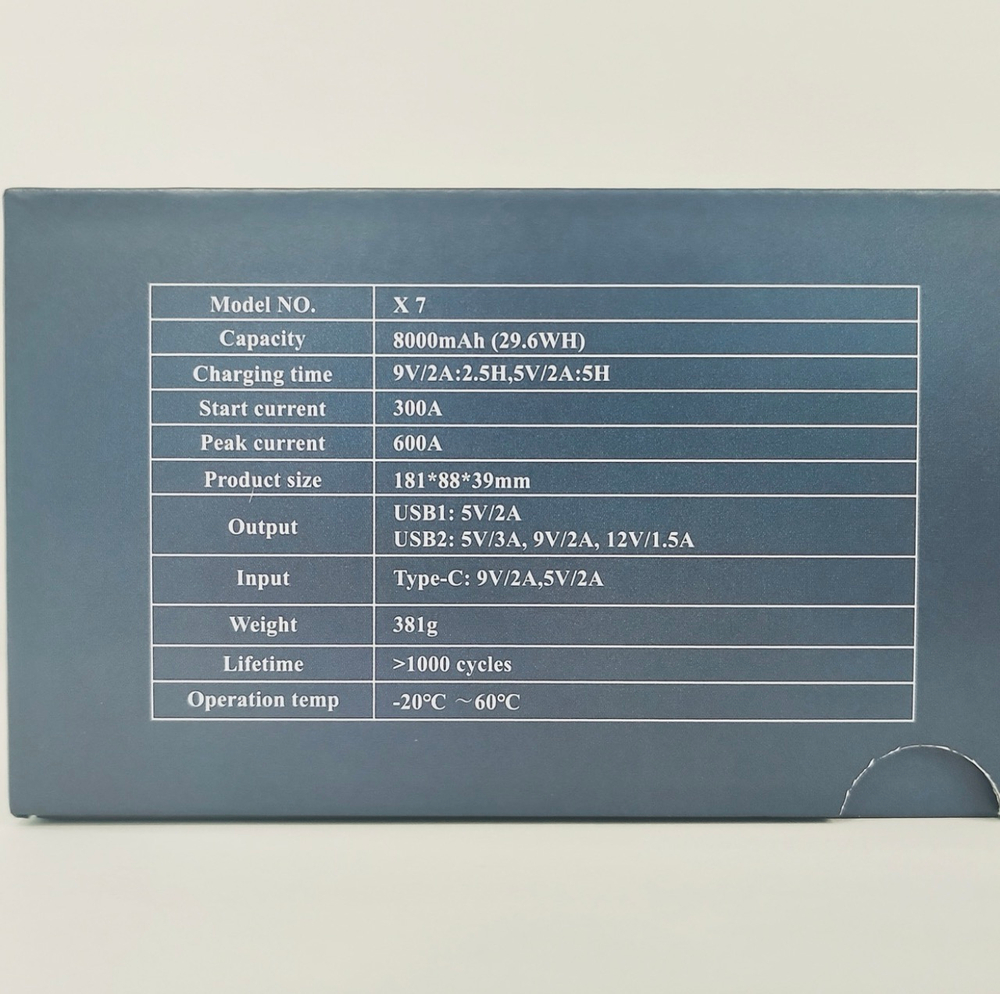 Model NO. X 7
Capacity 8000mAh (29.6WH)
Charging time 9V/2A:2.5H,5V/2A:5H
Start current 300A
Peak current 600A
Product size 181*88*39mm
Output USB1: 5V/2A
USB2: 5V/3A, 9V/2A, 12V/1.5A
Input Type-C: 9V/2A,5V/2A
Weight 381g
Lifetime >1000 cycles
Operation temp -20℃ ～60℃